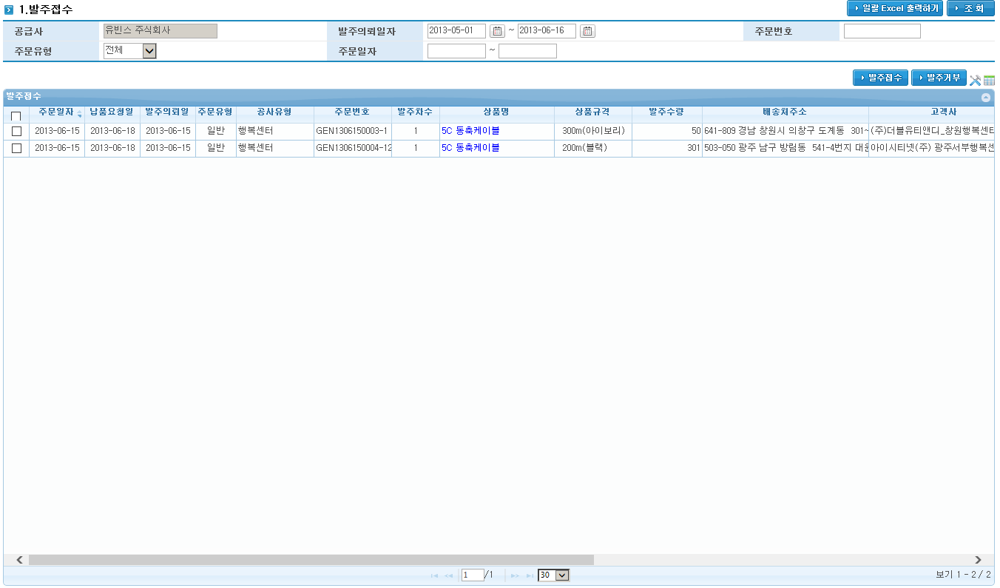 1.발주접수 일괄 Excel 출력하기 조 회
공급사 유빈스 주식회사 발주의뢰일자 2013-05-01 ~ 2013-06-16 주문번호
주문유형 전체 주문일자 ~
발주접수 발주거부
발주접수
주문일자 납품요청일 발주의뢰일 주문유형 공사유형 주문번호 발주차수 상품명 상품규격 발주수량 배송처주소 고객사
2013-06-15 2013-06-18 2013-06-15 일반 행복센터 GEN1306150003-1 1 5C 동축케이블 300m(아이보리) 50 641-809 경남 창원시 의창구 도계동 301~ (주)더블유티앤디_창원행복센터
2013-06-15 2013-06-18 2013-06-15 일반 행복센터 GEN1306150004-12 1 5C 동축케이블 200m(블랙) 301 503-050 광주 남구 방림동 541-4번지 아이시티넷(주) 광주서부행복센
1 /1 30 보기 1 - 2 / 2